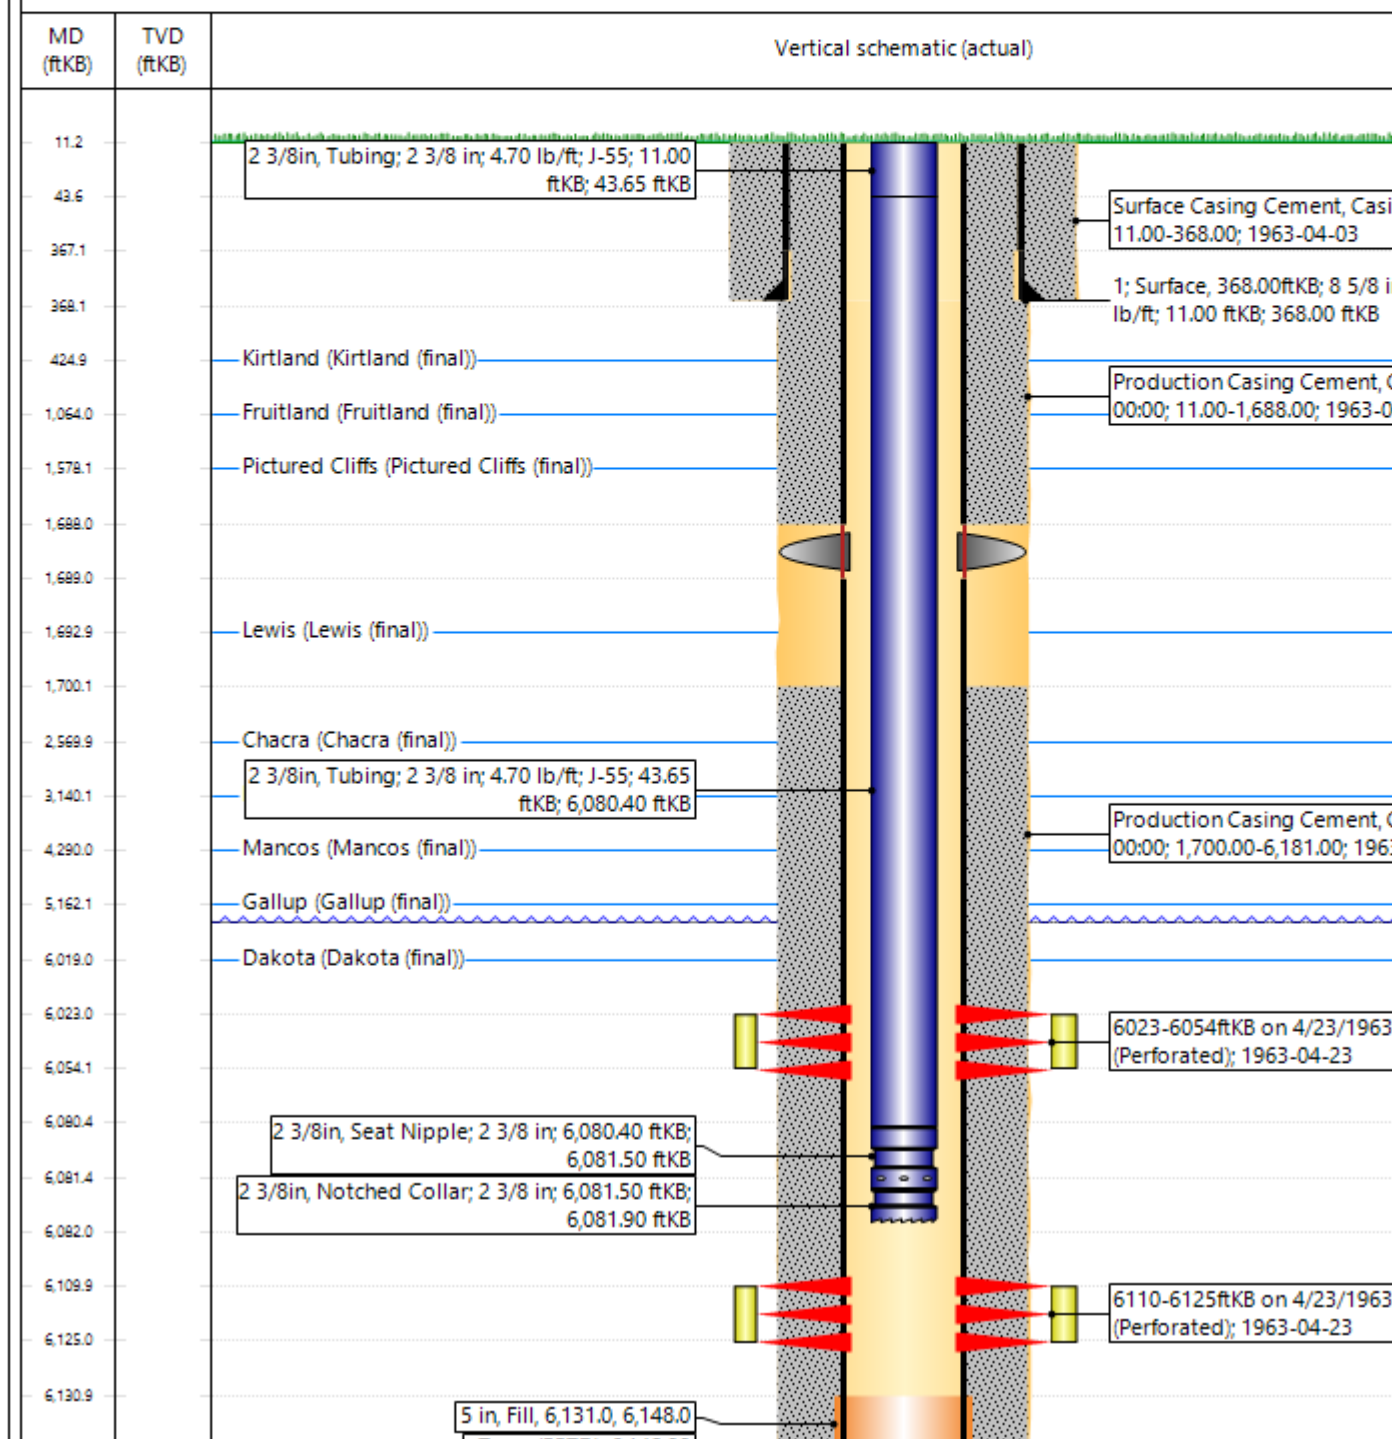 MD
(ftKB)
TVD
(ftKB)
Vertical schematic (actual)
11.2
2 3/8in, Tubing; 2 3/8 in; 4.70 lb/ft; J-55; 11.00
ftKB; 43.65 ftKB
43.6
Surface Casing Cement, Casi
11.00-368.00; 1963-04-03
367.1
1; Surface, 368.00ftKB; 8 5/8 i
lb/ft; 11.00 ftKB; 368.00 ftKB
368.1
424.9
Kirtland (Kirtland (final))
Production Casing Cement, C
00:00; 11.00-1,688.00; 1963-0
1,064.0
Fruitland (Fruitland (final))
1,578.1
Pictured Cliffs (Pictured Cliffs (final))
1,688.0
1,689.0
1,692.9
Lewis (Lewis (final))
1,700.1
2,569.9
Chacra (Chacra (final))
2 3/8in, Tubing; 2 3/8 in; 4.70 lb/ft; J-55; 43.65
ftKB; 6,080.40 ftKB
3,140.1
Production Casing Cement, C
00:00; 1,700.00-6,181.00; 1963
4,290.0
Mancos (Mancos (final))
5,162.1
Gallup (Gallup (final))
6,019.0
Dakota (Dakota (final))
6,023.0
6023-6054ftKB on 4/23/1963
(Perforated); 1963-04-23
6,054.1
6,080.4
2 3/8in, Seat Nipple; 2 3/8 in; 6,080.40 ftKB;
6,081.50 ftKB
6,081.4
2 3/8in, Notched Collar; 2 3/8 in; 6,081.50 ftKB;
6,081.90 ftKB
6,082.0
6,109.9
6110-6125ftKB on 4/23/1963
(Perforated); 1963-04-23
6,125.0
6,130.9
5 in, Fill, 6,131.0, 6,148.0